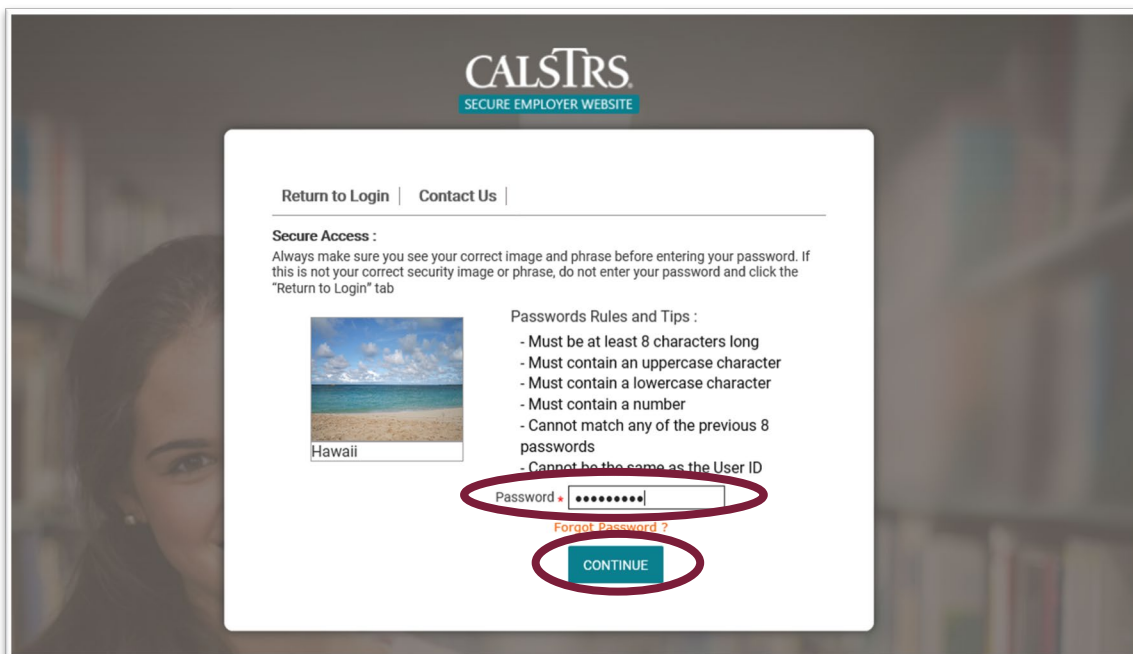 CALSTRS
SECURE EMPLOYER WEBSITE
Return to Login | Contact Us |
Secure Access :
Always make sure you see your correct image and phrase before entering your password. If
this is not your correct security image or phrase, do not enter your password and click the
"Return to Login" tab
Passwords Rules and Tips :
- Must be at least 8 characters long
- Must contain an uppercase character
- Must contain a lowercase character
- Must contain a number
- Cannot match any of the previous 8
passwords
- Cannot be the same as the User ID
Hawaii
Password * •••••••••
Forgot Password ?
CONTINUE